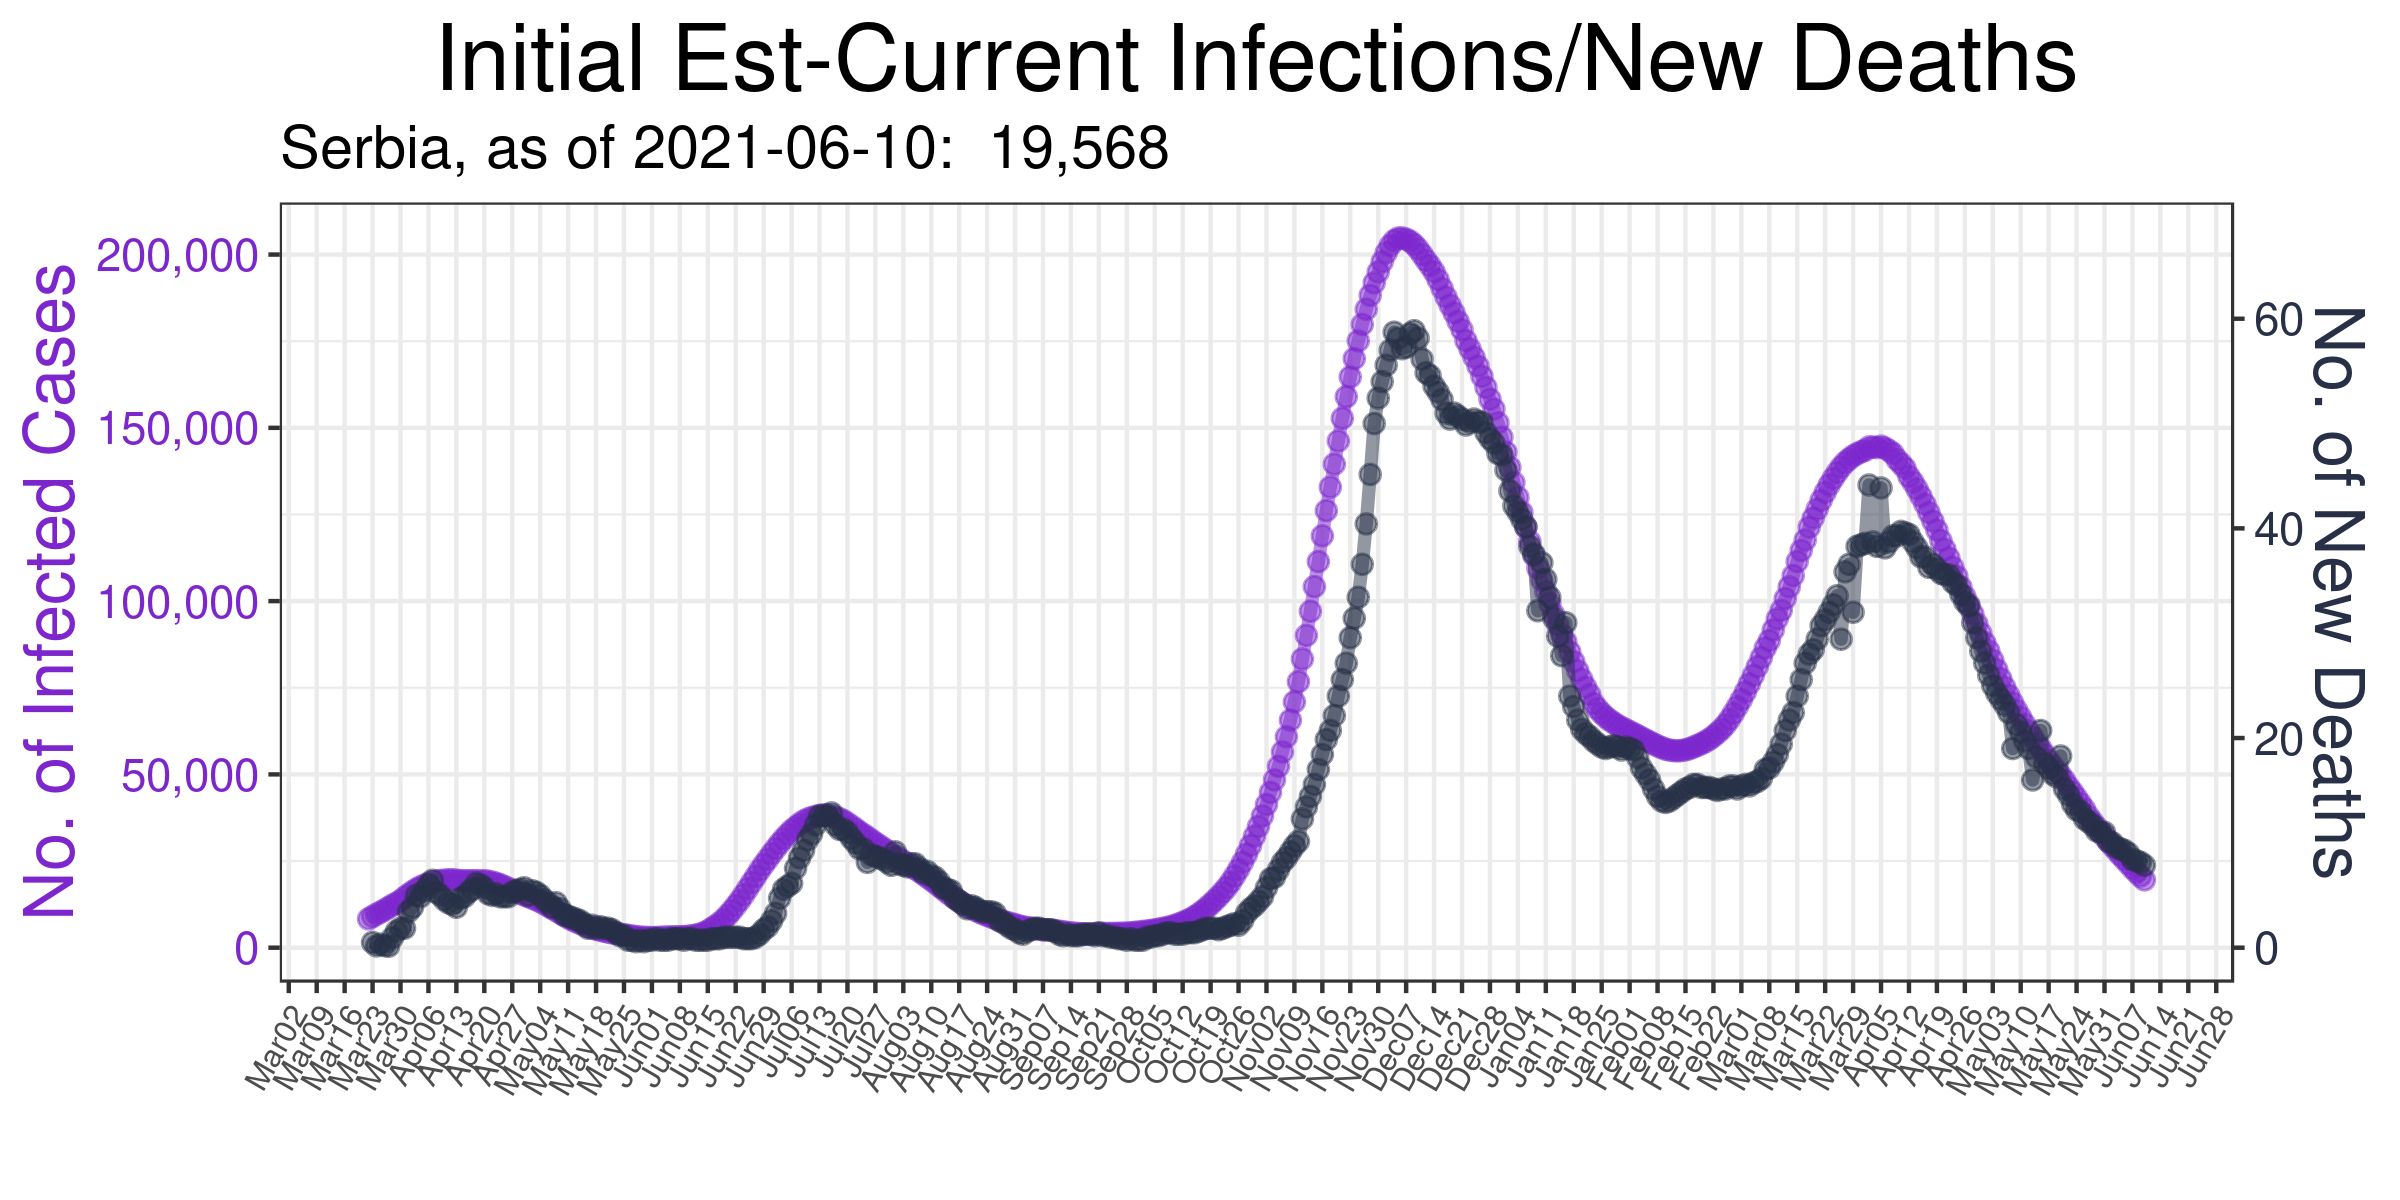 Initial Est-Current Infections/New Deaths
Serbia, as of 2021-06-10:  19,568
No. of Infected Cases
200,000
150,000
100,000
50,000
0
60
40
20
0
No. of New Deaths
Mar02
Mar09
Mar16
Mar23
Mar30
Apr06
Apr13
Apr20
Apr27
May04
May11
May18
May25
Jun01
Jun08
Jun15
Jun22
Jun29
Jul06
Jul13
Jul20
Jul27
Aug03
Aug10
Aug17
Aug24
Aug31
Sep07
Sep14
Sep21
Sep28
Oct05
Oct12
Oct19
Oct26
Nov02
Nov09
Nov16
Nov23
Nov30
Dec07
Dec14
Dec21
Dec28
Jan04
Jan11
Jan18
Jan25
Feb01
Feb08
Feb15
Feb22
Mar01
Mar08
Mar15
Mar22
Mar29
Apr05
Apr12
Apr19
Apr26
May03
May10
May17
May24
May31
Jun07
Jun14
Jun21
Jun28